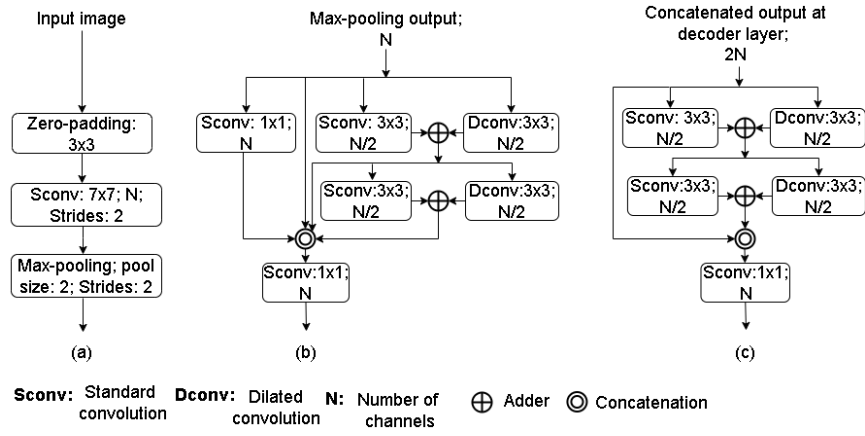 Input image
Zero-padding:
3x3
Sconv: 7x7; N;
Strides: 2
Max-pooling; pool
size: 2; Strides: 2
(a)
Max-pooling output;
N
Sconv: 1x1;
N
Sconv: 3x3;
N/2
Dconv:3x3;
N/2
Sconv:3x3;
N/2
Dconv:3x3;
N/2
Sconv:1x1;
N
(b)
Concatenated output at
decoder layer;
2N
Sconv: 3x3;
N/2
Dconv:3x3;
N/2
Sconv:3x3;
N/2
Dconv:3x3;
N/2
Sconv:1x1;
N
(c)
Sconv: Standard
convolution
Dconv: Dilated
convolution
N: Number of
channels
Adder
Concatenation